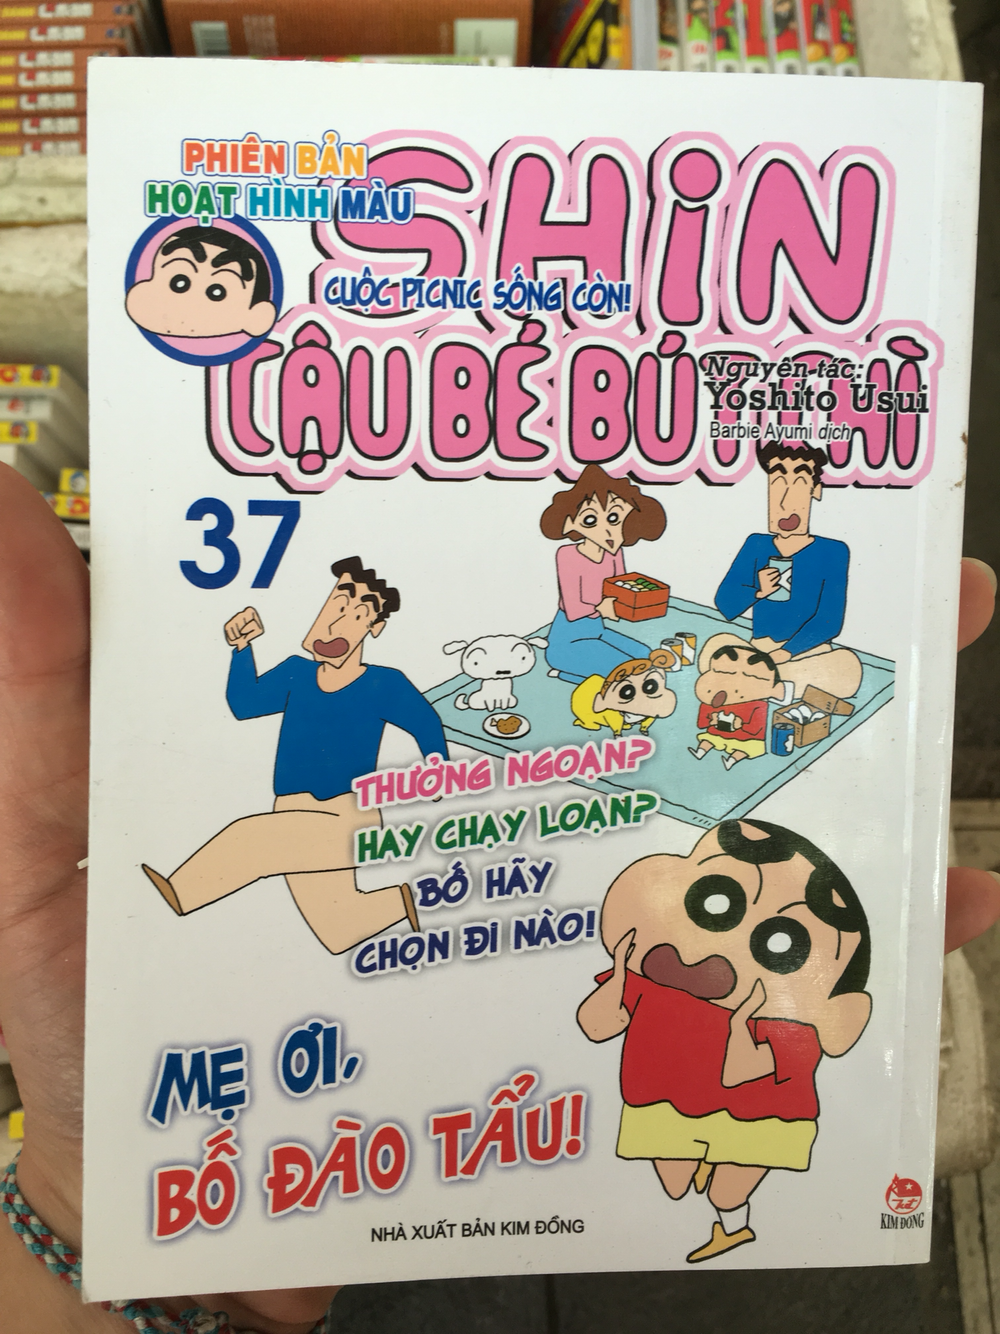 PHIÊN BẢN
HOẠT HÌNH MÀU
SHiN
CUỘC PICNIC SỐNG CÒN!
CẬU BÉ BÚT CHÌ
Nguyên tác:
Yoshito Usui
Barbie Ayumi dịch
37
THƯỞNG NGOẠN?
HAY CHẠY LOẠN?
BỐ HÃY
CHỌN ĐI NÀO!
MẸ ƠI,
BỐ ĐÀO TẨU!
NHÀ XUẤT BẢN KIM ĐỒNG
KIM ĐỒNG